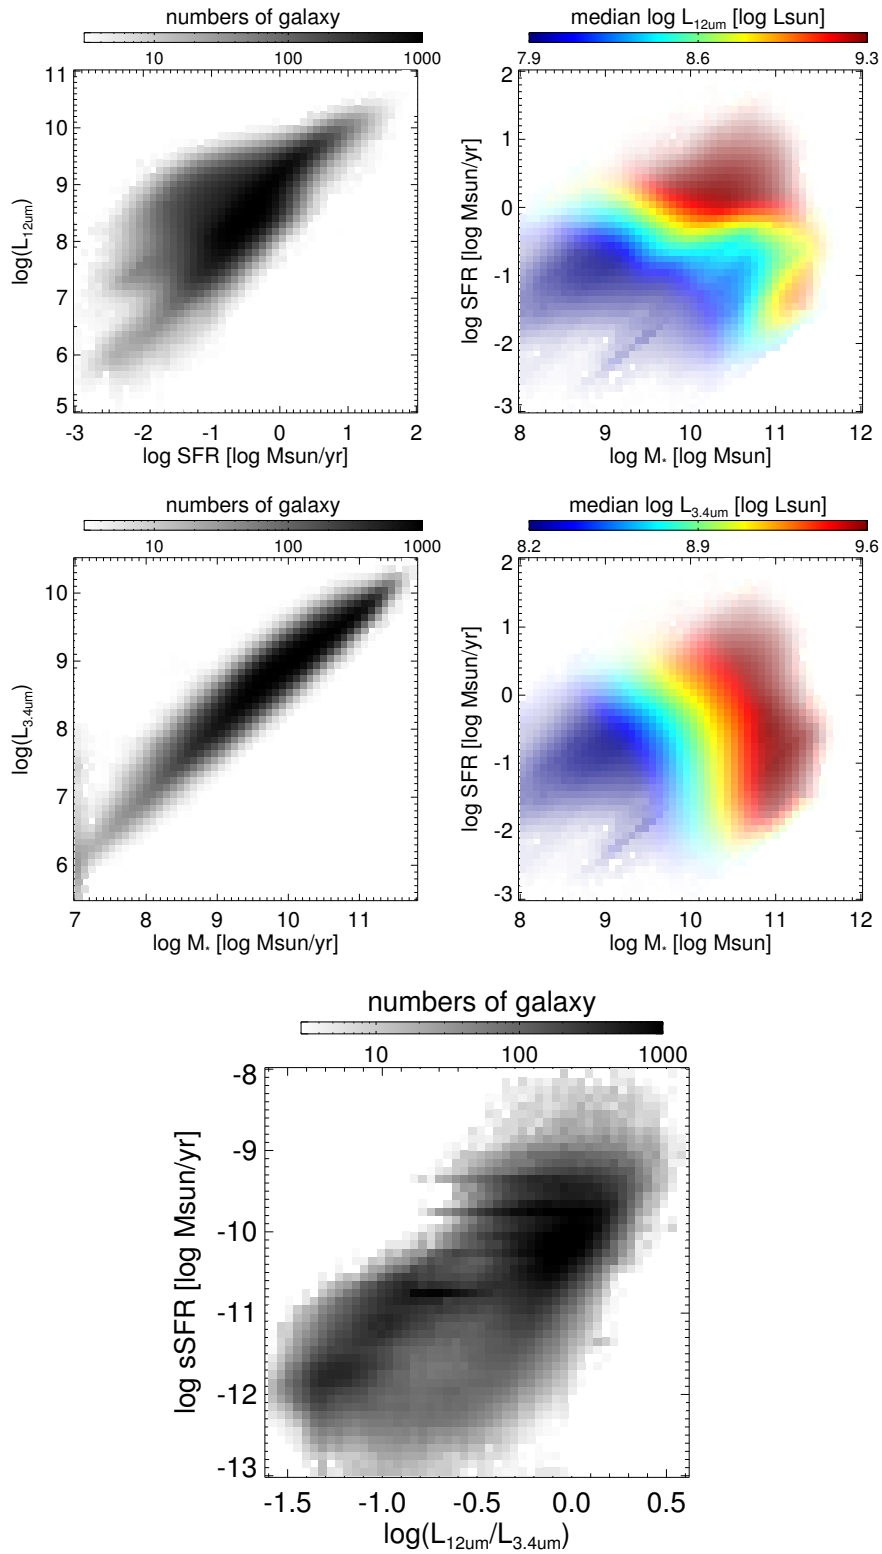 numbers of galaxy
10 100 1000
11
10
9
8
7
6
5
log(L12um)
-3 -2 -1 0 1 2
log SFR [log Msun/yr]
median log L12um [log Lsun]
7.9 8.6 9.3
2
1
0
-1
-2
-3
log SFR [log Msun/yr]
8 9 10 11 12
log M* [log Msun]
numbers of galaxy
10 100 1000
10
9
8
7
6
log(L3.4um)
7 8 9 10 11
log M* [log Msun/yr]
median log L3.4um [log Lsun]
8.2 8.9 9.6
2
1
0
-1
-2
-3
log SFR [log Msun/yr]
8 9 10 11 12
log M* [log Msun]
numbers of galaxy
10 100 1000
-8
-9
-10
-11
-12
-13
log sSFR [log Msun/yr]
-1.5 -1.0 -0.5 0.0 0.5
log(L12um/L3.4um)